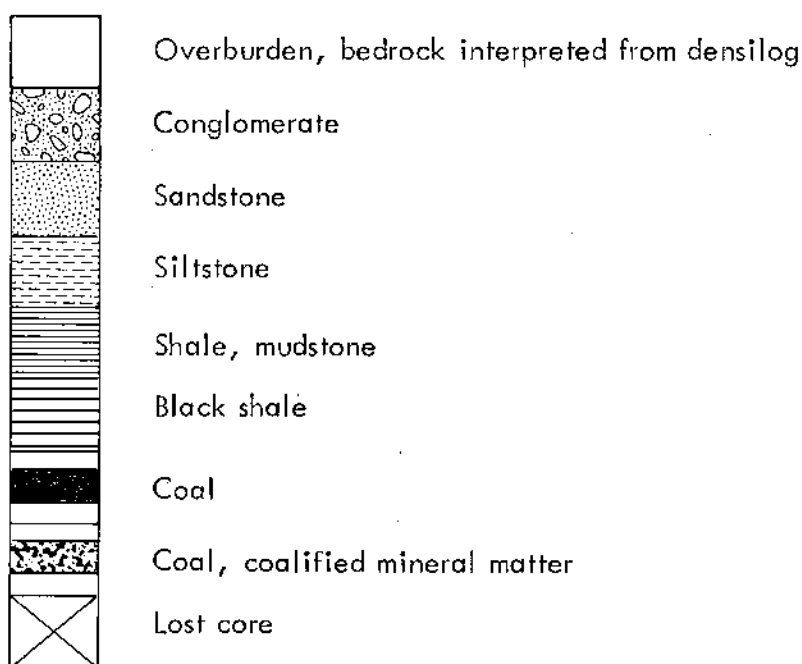 Overburden, bedrock interpreted from densilog
Conglomerate
Sandstone
Siltstone
Shale, mudstone
Black shale
Coal
Coal, coalified mineral matter
Lost core